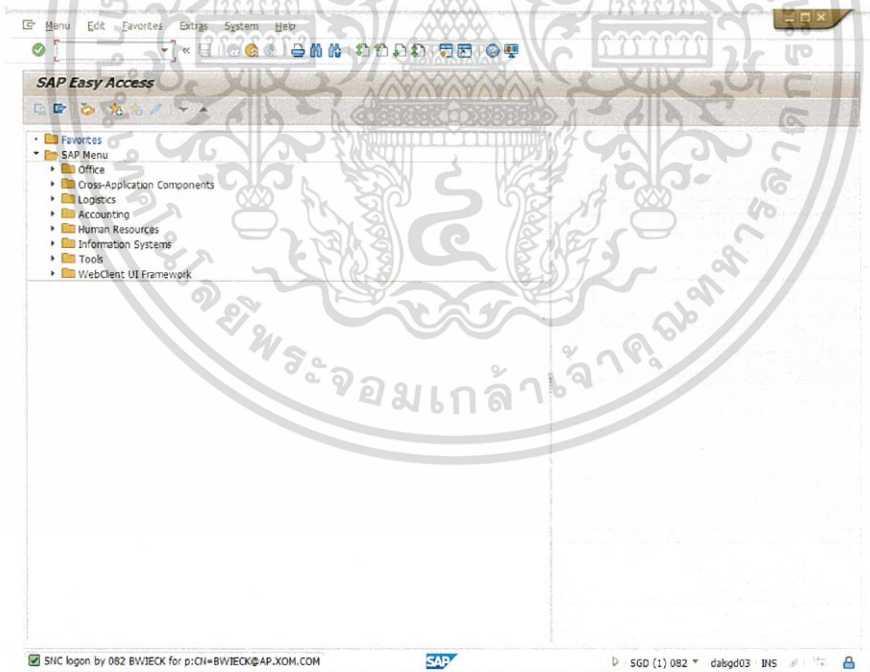 Menu Edit Favorites Extras System Help
SAP Easy Access
Favorites
SAP Menu
Office
Cross-Application Components
Logistics
Accounting
Human Resources
Information Systems
Tools
WebClient UI Framework
พระจอมเกล้าเจ้าคุณทหารลาด
SNC logon by 082 BWIECK for p:CN=BWIECK@AP.XOM.COM
SAP
SGD (1) 082 dalsgd03 INS